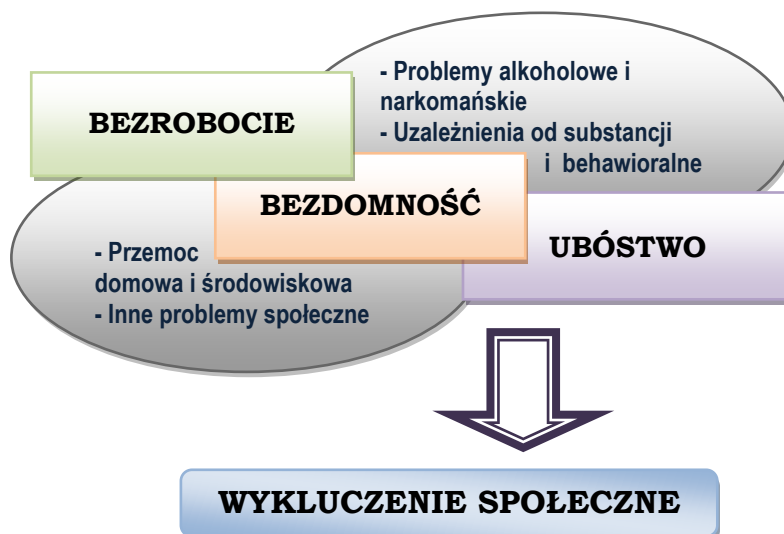 - Problemy alkoholowe i
narkomańskie
- Uzależnienia od substancji
i behawioralne
BEZROBOCIE
BEZDOMNOŚĆ
UBÓSTWO
- Przemoc
domowa i środowiskowa
- Inne problemy społeczne
WYKLUCZENIE SPOŁECZNE